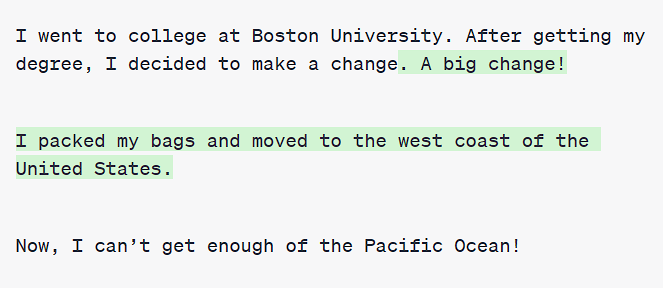 I went to college at Boston University. After getting my
degree, I decided to make a change. A big change!
I packed my bags and moved to the west coast of the
United States.
Now, I can’t get enough of the Pacific Ocean!